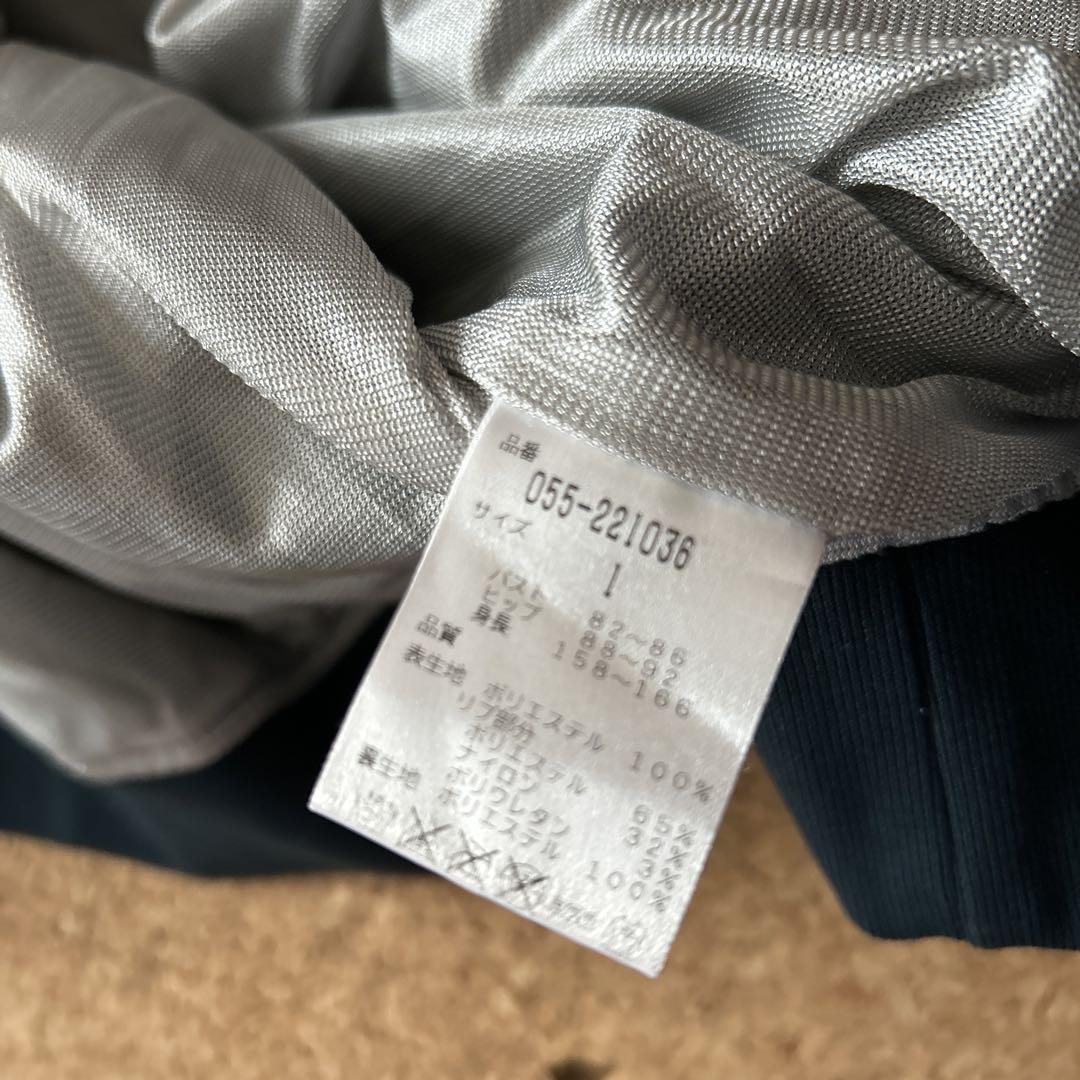 品番
055-221036
サイズ
1
バスト 82~86
ヒップ 88~92
身長 158~166
品質
表生地 ポリエステル 100%
リブ部分
ポリエステル 65%
ナイロン 32%
ポリウレタン 3%
裏生地 ポリエステル 100%